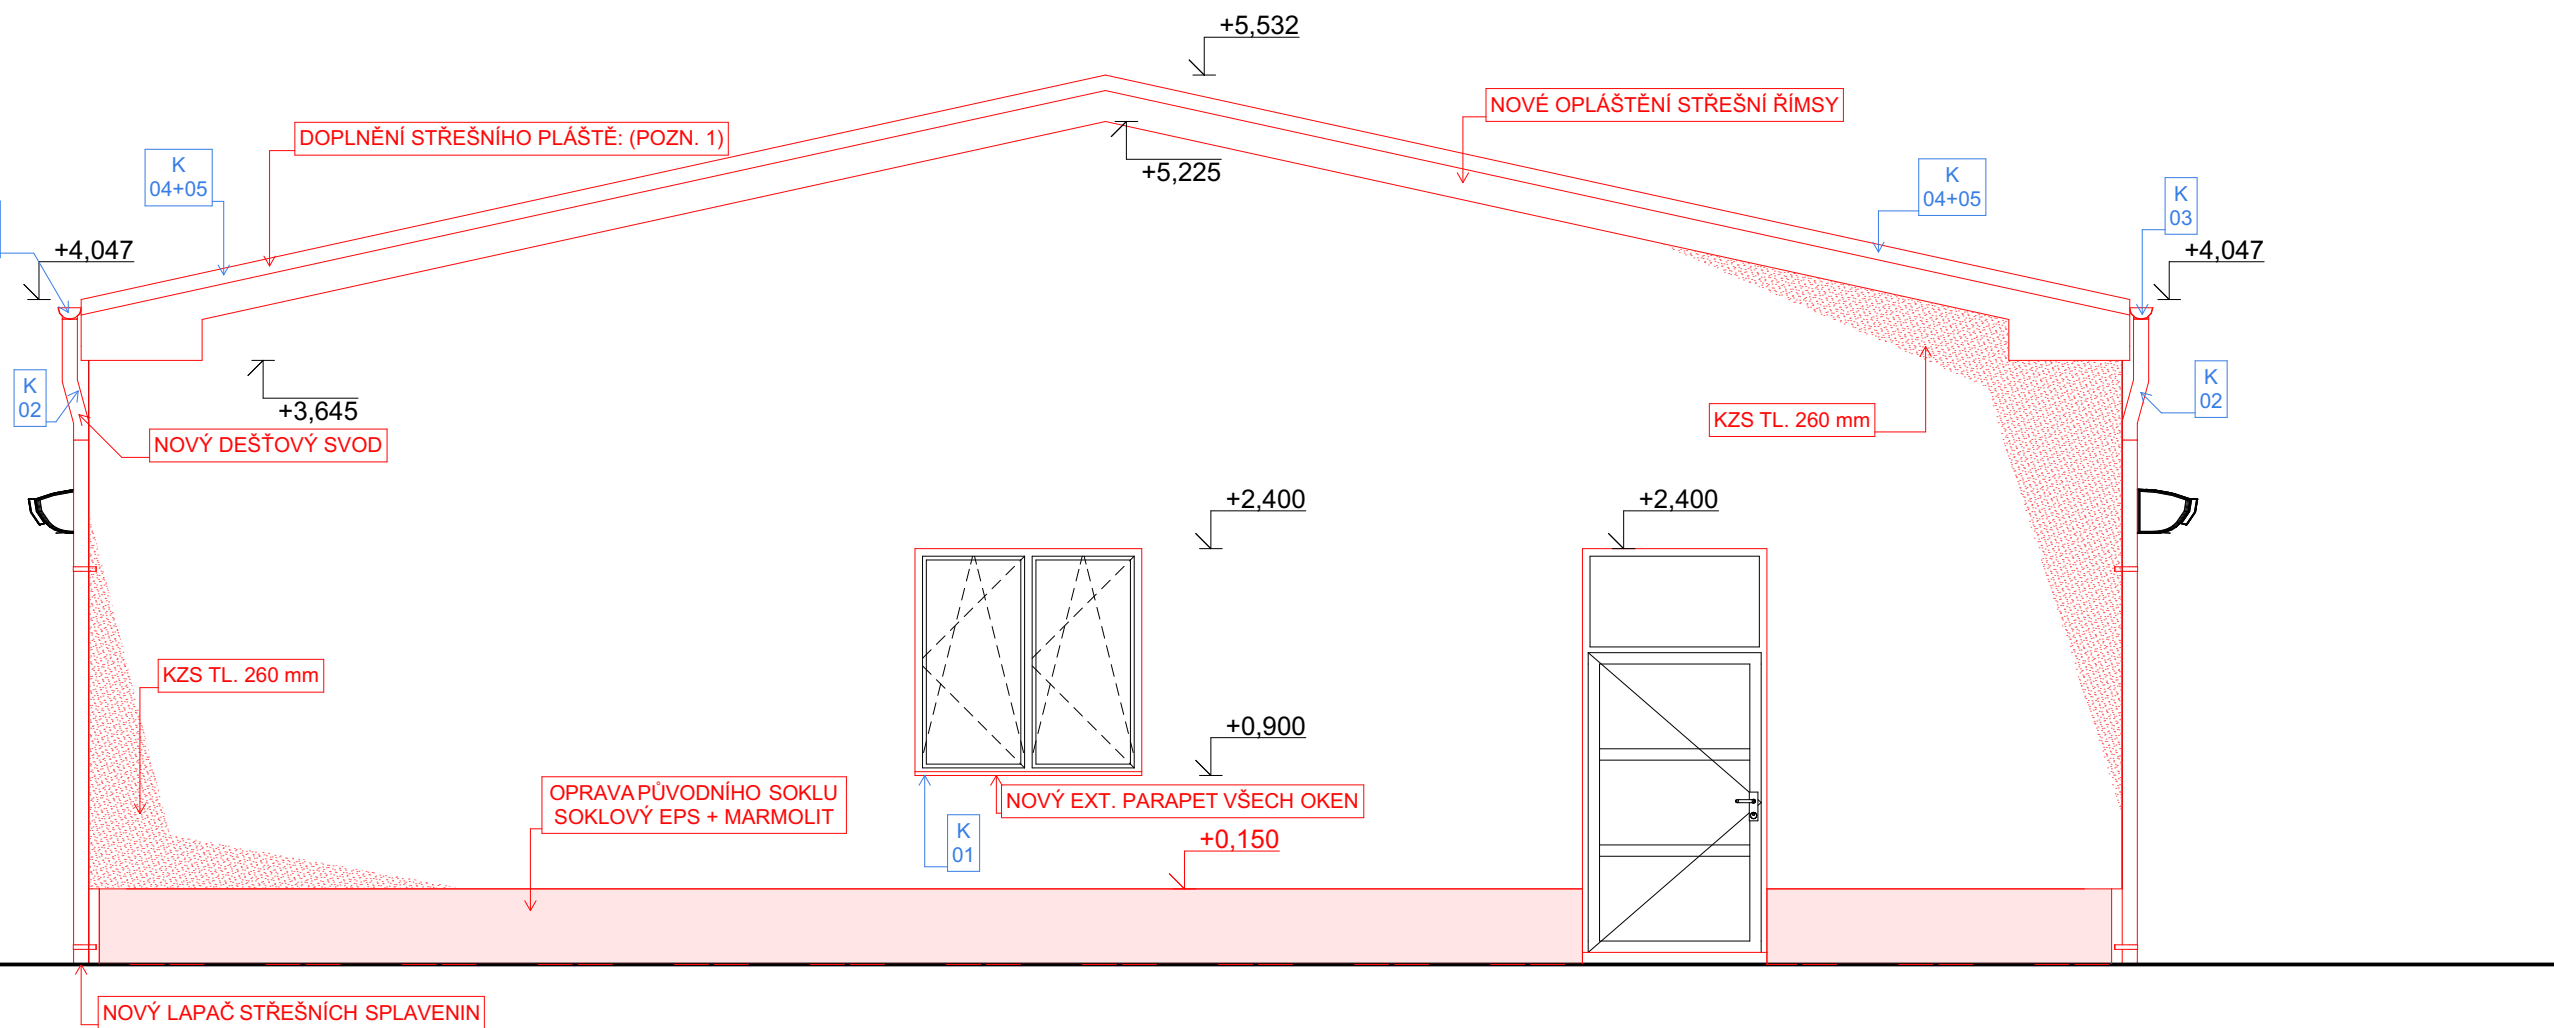 +5,532
NOVÉ OPLÁŠTĚNÍ STŘEŠNÍ ŘÍMSY
DOPLNĚNÍ STŘEŠNÍHO PLÁŠTĚ: (POZN. 1)
K
04+05
+5,225
K
04+05
K
03
+4,047
+4,047
K
02
+3,645
K
02
KZS TL. 260 mm
NOVÝ DEŠŤOVÝ SVOD
+2,400
+2,400
KZS TL. 260 mm
+0,900
OPRAVA PŮVODNÍHO SOKLU
SOKLOVÝ EPS + MARMOLIT
NOVÝ EXT. PARAPET VŠECH OKEN
K
01
+0,150
NOVÝ LAPAČ STŘEŠNÍCH SPLAVENIN